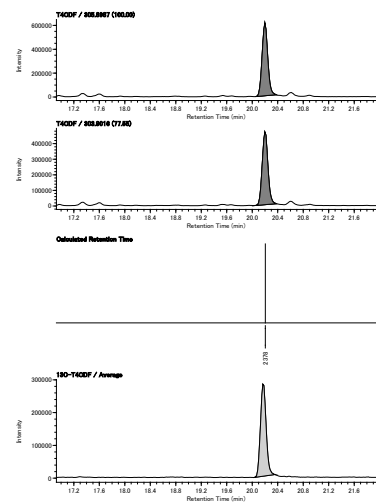 T4CDF / 305.8987 (100.00)
Intensity
600000
400000
200000
0
17.2 17.6 18.0 18.4 18.8 19.2 19.6 20.0 20.4 20.8 21.2 21.6
Retention Time (min)
T4CDF / 303.9016 (77.55)
Intensity
400000
300000
200000
100000
0
17.2 17.6 18.0 18.4 18.8 19.2 19.6 20.0 20.4 20.8 21.2 21.6
Retention Time (min)
Calculated Retention Time
2378
13C-T4CDF / Average
Intensity
300000
200000
100000
0
17.2 17.6 18.0 18.4 18.8 19.2 19.6 20.0 20.4 20.8 21.2 21.6
Retention Time (min)